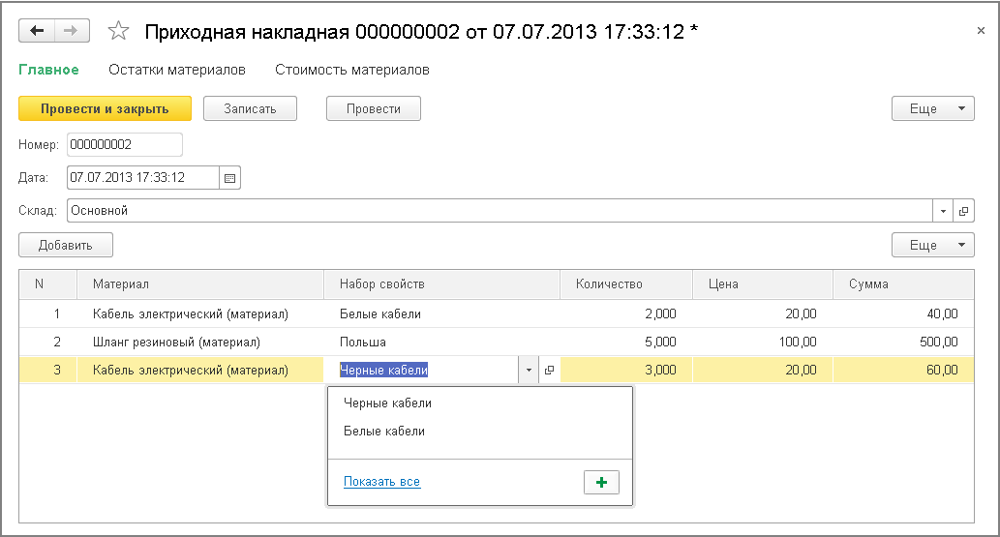 Приходная накладная 000000002 от 07.07.2013 17:33:12 *
Главное Остатки материалов Стоимость материалов
Провести и закрыть Записать Провести Еще
Номер: 000000002
Дата: 07.07.2013 17:33:12
Склад: Основной
Добавить Еще
N Материал Набор свойств Количество Цена Сумма
1 Кабель электрический (материал) Белые кабели 2,000 20,00 40,00
2 Шланг резиновый (материал) Польша 5,000 100,00 500,00
3 Кабель электрический (материал) Черные кабели 3,000 20,00 60,00
Черные кабели
Белые кабели
Показать все